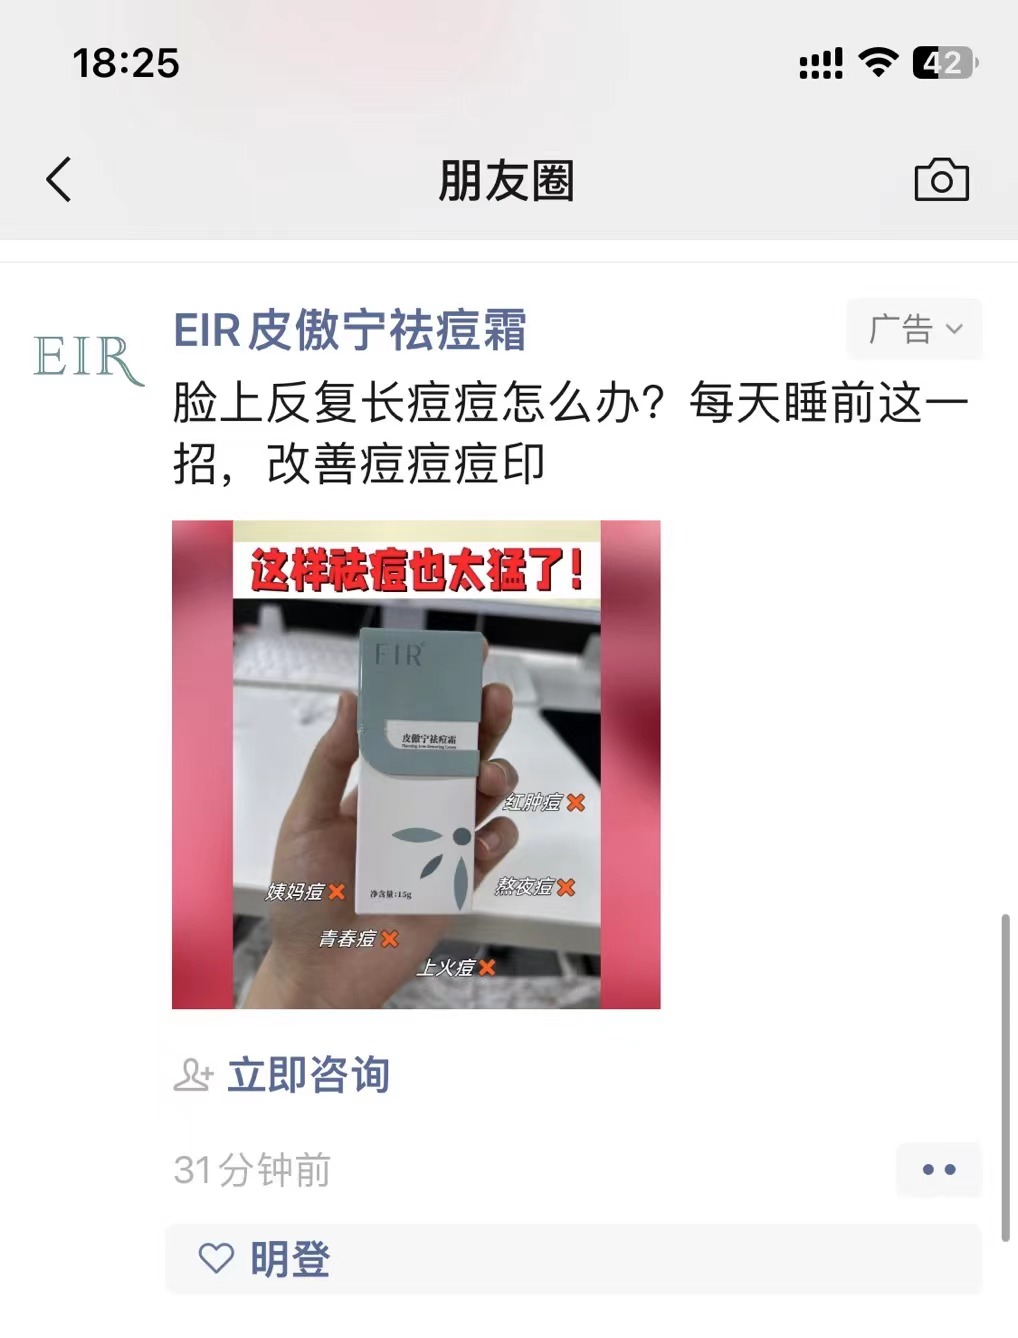 18:25
42
朋友圈
EIR
EIR皮傲宁祛痘霜
广告
脸上反复长痘痘怎么办？每天睡前这一
招，改善痘痘痘印
这样祛痘也太猛了！
EIR
皮傲宁祛痘霜
红肿痘
熬夜痘
姨妈痘
净含量:15g
青春痘
上火痘
立即咨询
31分钟前
明登